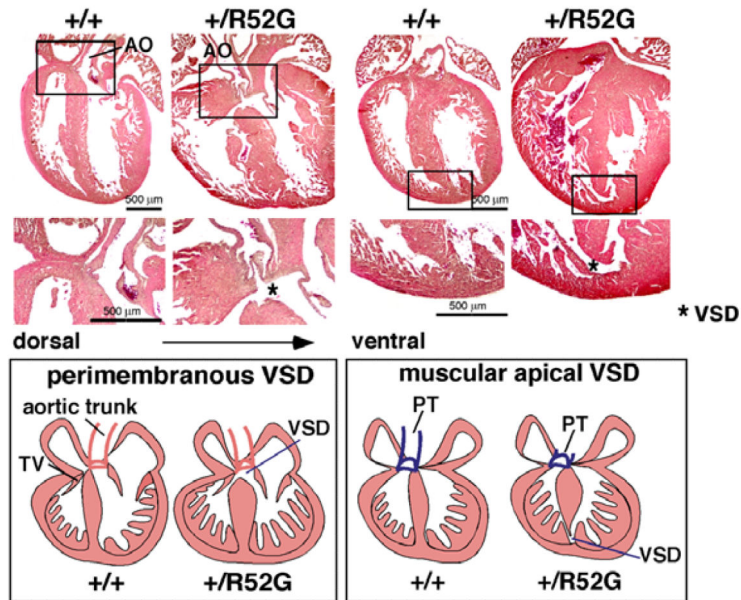 +/+ +/R52G +/+ +/R52G
AO AO
500 μm 500 μm
500 μm 500 μm
* *
* VSD
dorsal ventral
perimembranous VSD muscular apical VSD
aortic trunk VSD PT PT
TV
VSD
+/+ +/R52G +/+ +/R52G